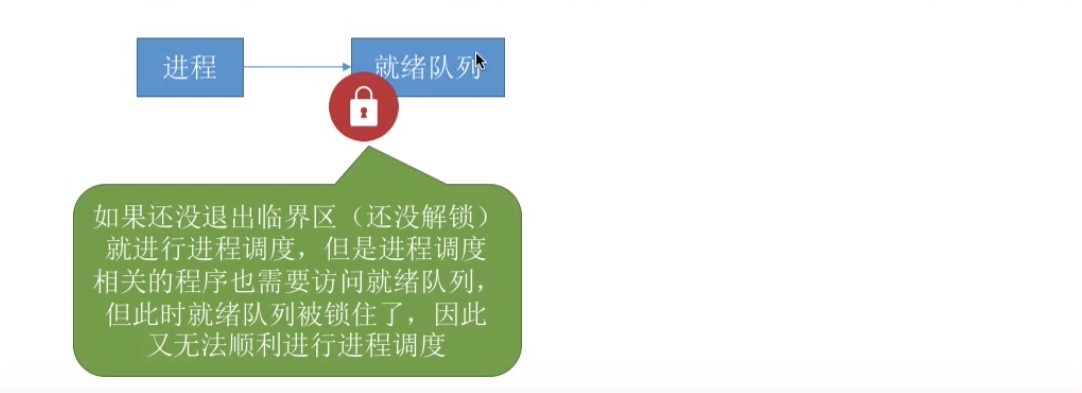 进程
就绪队列
如果还没退出临界区（还没解锁）
就进行进程调度，但是进程调度
相关的程序也需要访问就绪队列，
但此时就绪队列被锁住了，因此
又无法顺利进行进程调度